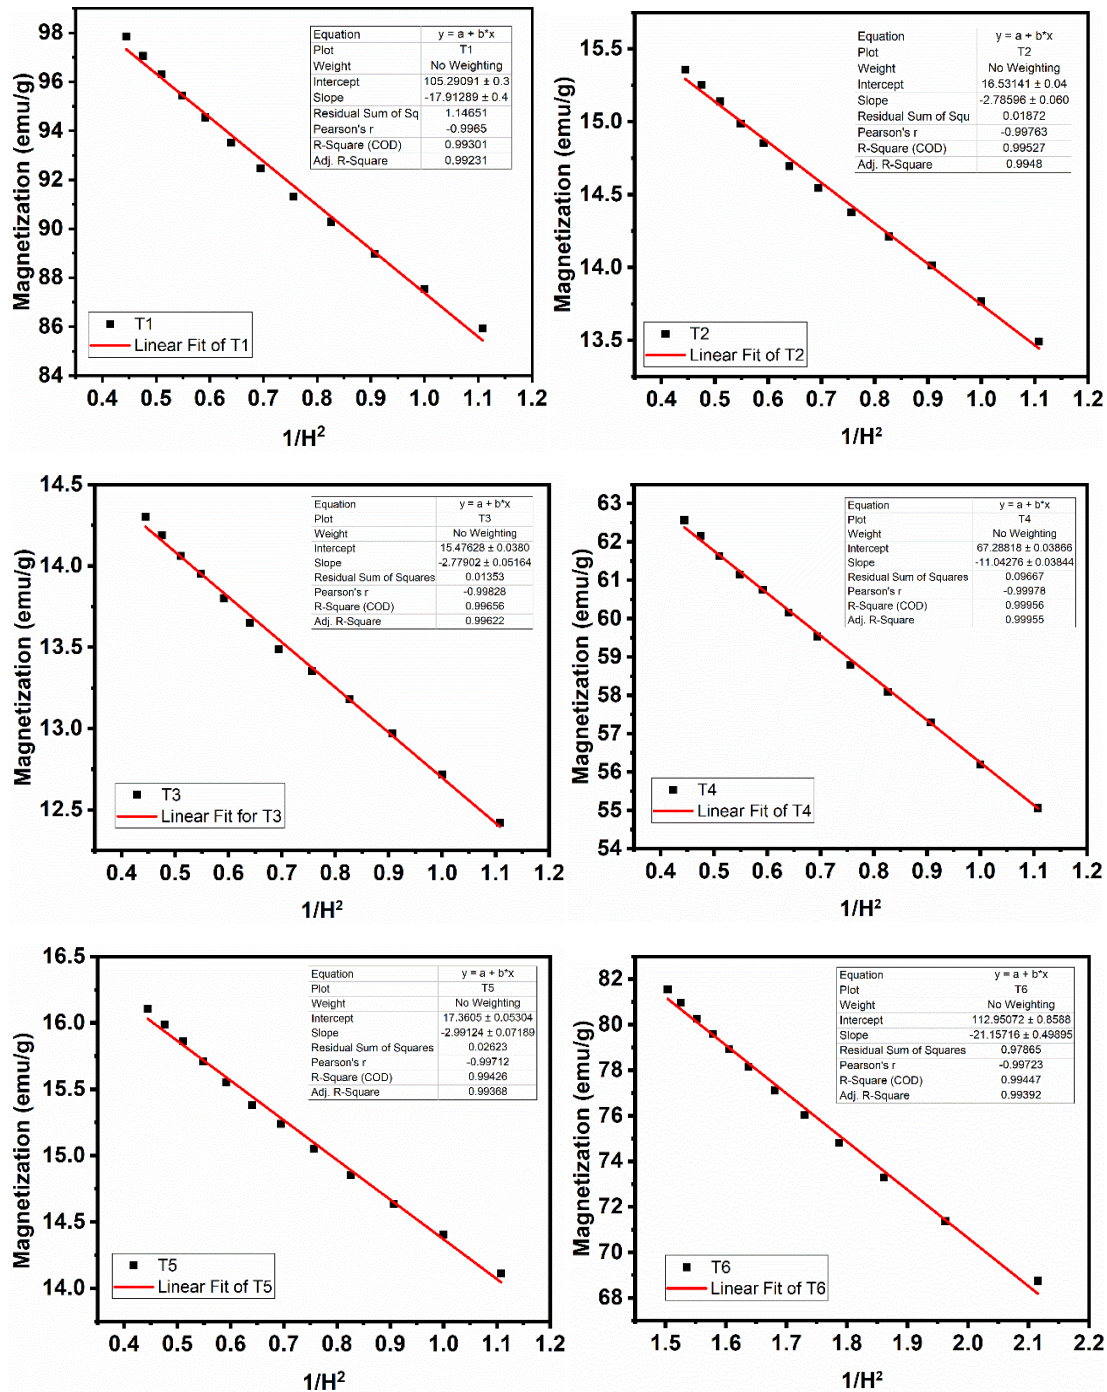 Equation y = a + b*x
Plot T1
Weight No Weighting
Intercept 105.29091 ± 0.3
Slope -17.91289 ± 0.4
Residual Sum of Sq 1.14651
Pearson's r -0.9965
R-Square (COD) 0.99301
Adj. R-Square 0.99231
98
96
94
92
90
88
86
84
Magnetization (emu/g)
T1
Linear Fit of T1
0.4 0.5 0.6 0.7 0.8 0.9 1.0 1.1 1.2
1/H²
Equation y = a + b*x
Plot T2
Weight No Weighting
Intercept 16.53141 ± 0.04
Slope -2.78596 ± 0.060
Residual Sum of Squ 0.01872
Pearson's r -0.99763
R-Square (COD) 0.99527
Adj. R-Square 0.9948
15.5
15.0
14.5
14.0
13.5
Magnetization (emu/g)
T2
Linear Fit of T2
0.4 0.5 0.6 0.7 0.8 0.9 1.0 1.1 1.2
1/H²
Equation y = a + b*x
Plot T3
Weight No Weighting
Intercept 15.47628 ± 0.0380
Slope -2.77902 ± 0.05164
Residual Sum of Squares 0.01353
Pearson's r -0.99828
R-Square (COD) 0.99656
Adj. R-Square 0.99622
14.5
14.0
13.5
13.0
12.5
Magnetization (emu/g)
T3
Linear Fit for T3
0.4 0.5 0.6 0.7 0.8 0.9 1.0 1.1 1.2
1/H²
Equation y = a + b*x
Plot T4
Weight No Weighting
Intercept 67.28818 ± 0.03866
Slope -11.04276 ± 0.03844
Residual Sum of Squares 0.09667
Pearson's r -0.99978
R-Square (COD) 0.99956
Adj. R-Square 0.99955
63
62
61
60
59
58
57
56
55
54
Magnetization (emu/g)
T4
Linear Fit of T4
0.4 0.5 0.6 0.7 0.8 0.9 1.0 1.1 1.2
1/H²
Equation y = a + b*x
Plot T5
Weight No Weighting
Intercept 17.3605 ± 0.05304
Slope -2.99124 ± 0.07189
Residual Sum of Squares 0.02623
Pearson's r -0.99712
R-Square (COD) 0.99426
Adj. R-Square 0.99368
16.5
16.0
15.5
15.0
14.5
14.0
Magnetization (emu/g)
T5
Linear Fit of T5
0.4 0.5 0.6 0.7 0.8 0.9 1.0 1.1 1.2
1/H²
Equation y = a + b*x
Plot T6
Weight No Weighting
Intercept 112.95072 ± 0.8588
Slope -21.15716 ± 0.49895
Residual Sum of Squares 0.97865
Pearson's r -0.99723
R-Square (COD) 0.99447
Adj. R-Square 0.99392
82
80
78
76
74
72
70
68
Magnetization (emu/g)
T6
Linear Fit of T6
1.5 1.6 1.7 1.8 1.9 2.0 2.1 2.2
1/H²